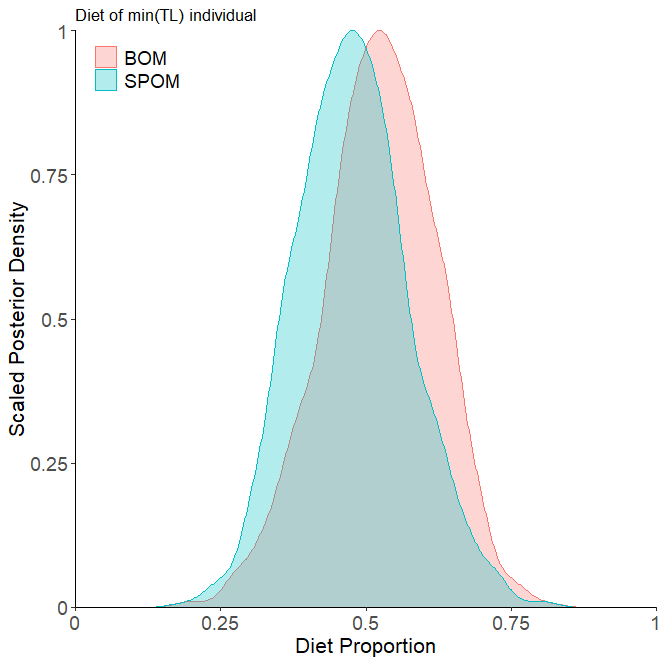 Diet of min(TL) individual
BOM
SPOM
Scaled Posterior Density
1
0.75
0.5
0.25
0
0
0.25
0.5
0.75
1
Diet Proportion